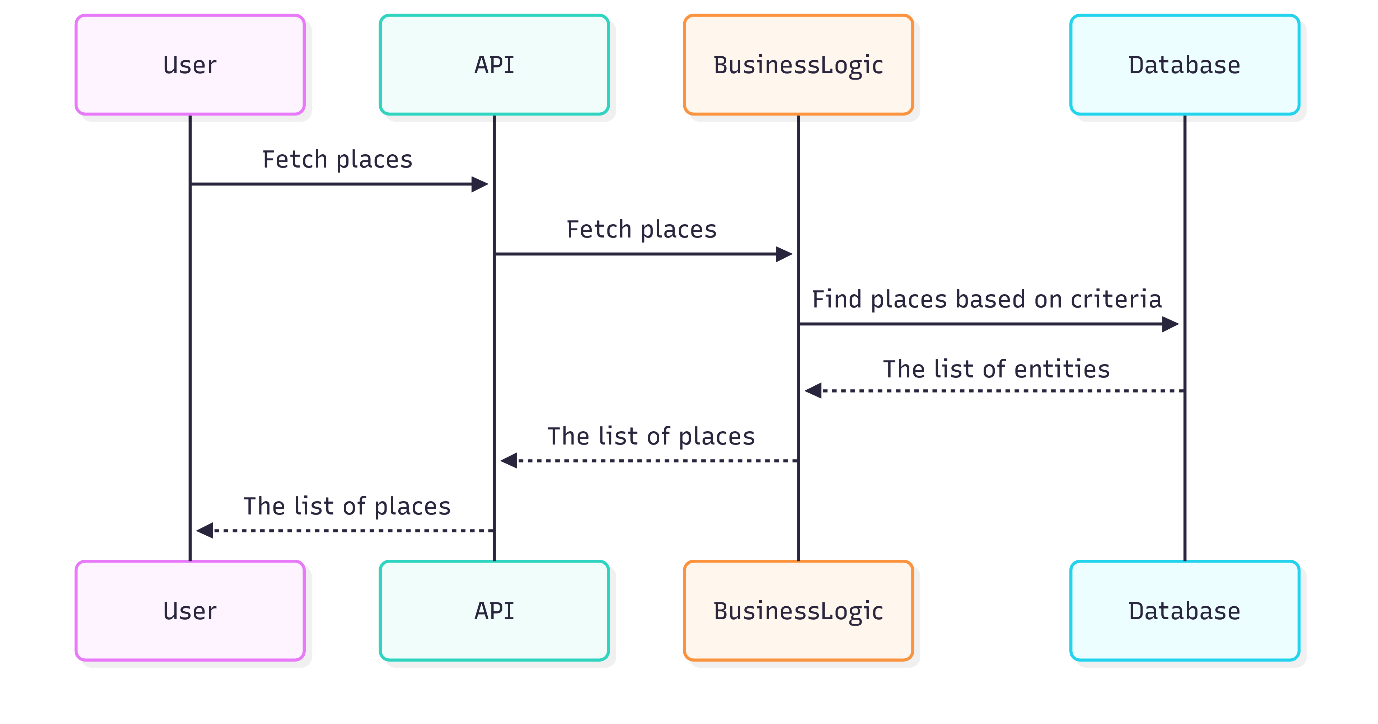 User
API
BusinessLogic
Database
Fetch places
Fetch places
Find places based on criteria
The list of entities
The list of places
The list of places
User
API
BusinessLogic
Database